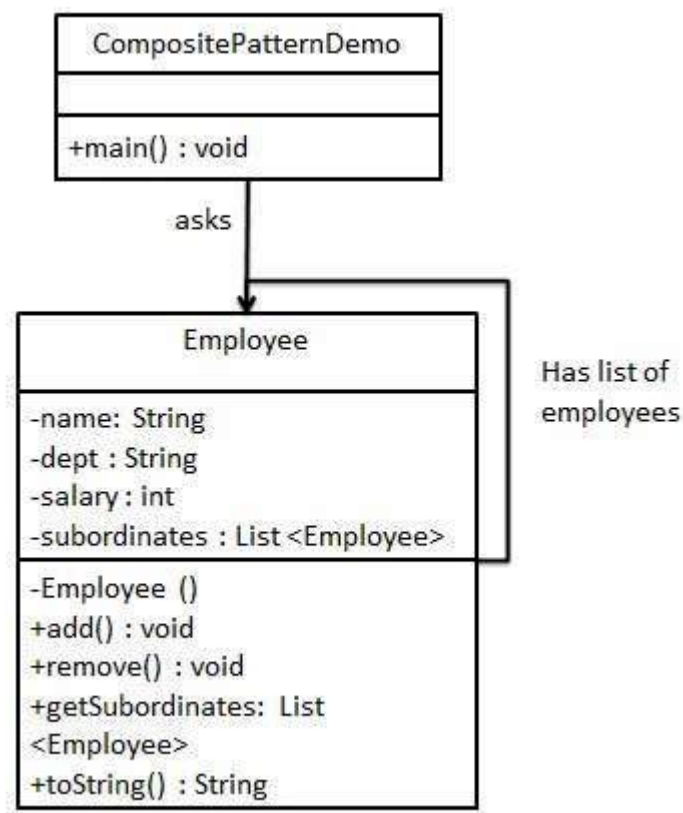 CompositePatternDemo
+main() : void
asks
Employee
-name: String
-dept : String
-salary : int
-subordinates : List <Employee>
Has list of
employees
-Employee ()
+add() : void
+remove() : void
+getSubordinates: List
<Employee>
+toString() : String